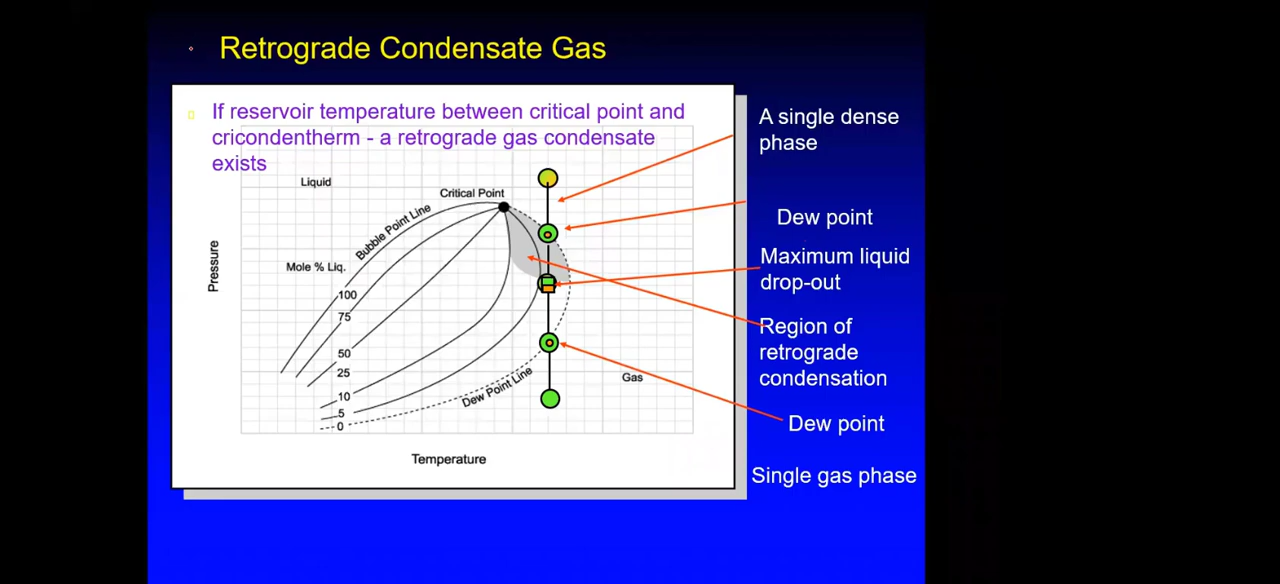 Retrograde Condensate Gas
If reservoir temperature between critical point and
cricondentherm - a retrograde gas condensate
exists
Liquid
Critical Point
Bubble Point Line
Pressure
Mole % Liq.
100
75
50
25
10
5
0
Dew Point Line
Gas
Temperature
A single dense
phase
Dew point
Maximum liquid
drop-out
Region of
retrograde
condensation
Dew point
Single gas phase